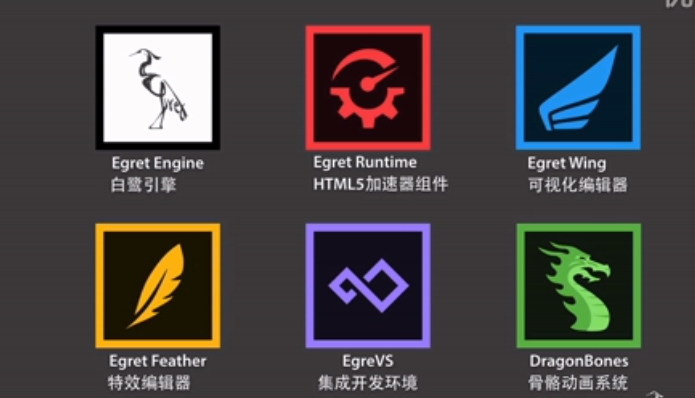 Egret Engine
白鹭引擎
Egret Runtime
HTML5加速器组件
Egret Wing
可视化编辑器
Egret Feather
特效编辑器
EgreVS
集成开发环境
DragonBones
骨骼动画系统